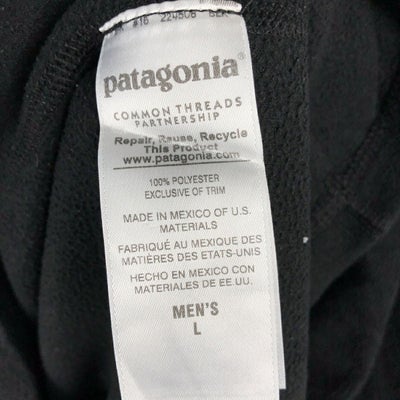 patagonia®
COMMON THREADS
PARTNERSHIP
Repair, Reuse, Recycle
This Product
www.patagonia.com
100% POLYESTER
EXCLUSIVE OF TRIM
MADE IN MEXICO OF U.S.
MATERIALS
FABRIQUÉ AU MEXIQUE DES
MATIÈRES DES ETATS-UNIS
HECHO EN MEXICO CON
MATERIALES DE EE.UU.
MEN'S
L